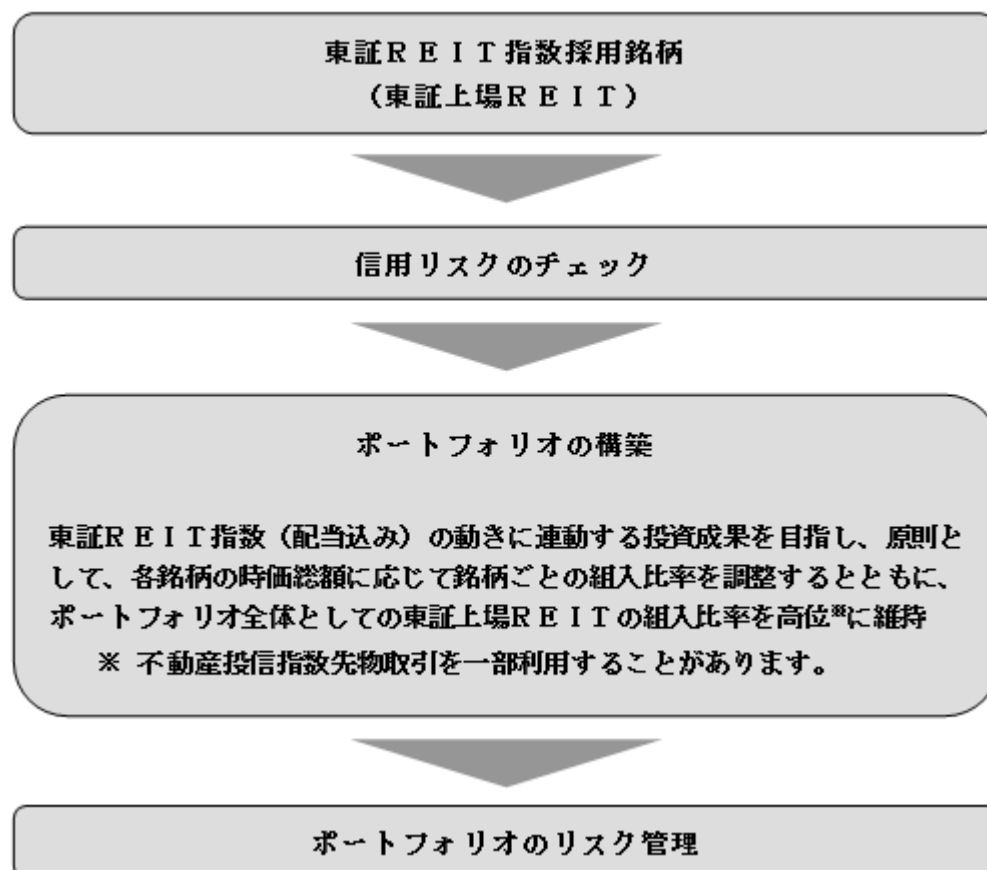 東証ＲＥＩＴ指数採用銘柄
（東証上場ＲＥＩＴ）
信用リスクのチェック
ポートフォリオの構築
東証ＲＥＩＴ指数（配当込み）の動きに連動する投資成果を目指し、原則と
して、各銘柄の時価総額に応じて銘柄ごとの組入比率を調整するとともに、
ポートフォリオ全体としての東証上場ＲＥＩＴの組入比率を高位※に維持
※ 不動産投信指数先物取引を一部利用することがあります。
ポートフォリオのリスク管理